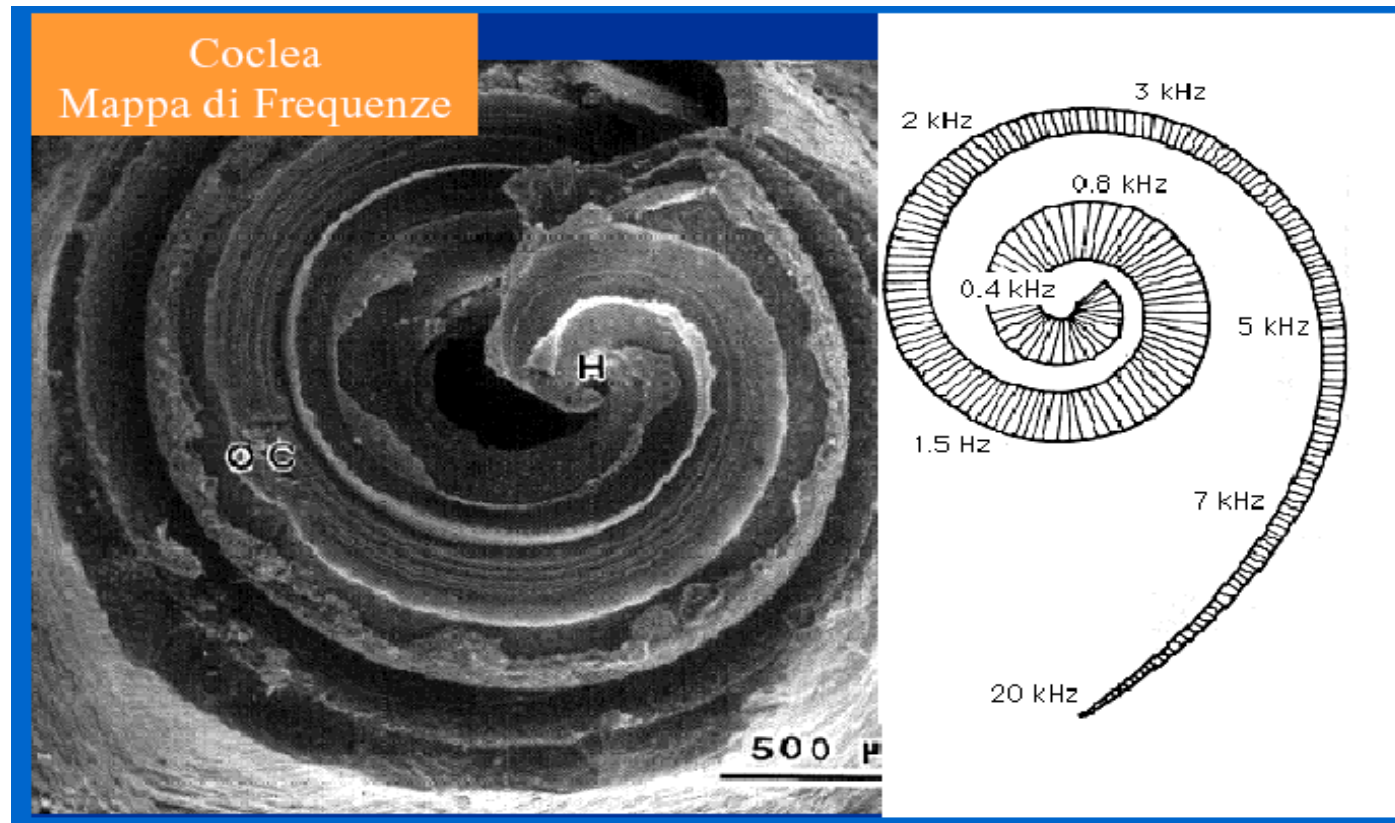 Coclea
Mappa di Frequenze
H
O C
500 µ
3 kHz
2 kHz
0.8 kHz
0.4 kHz
5 kHz
1.5 Hz
7 kHz
20 kHz